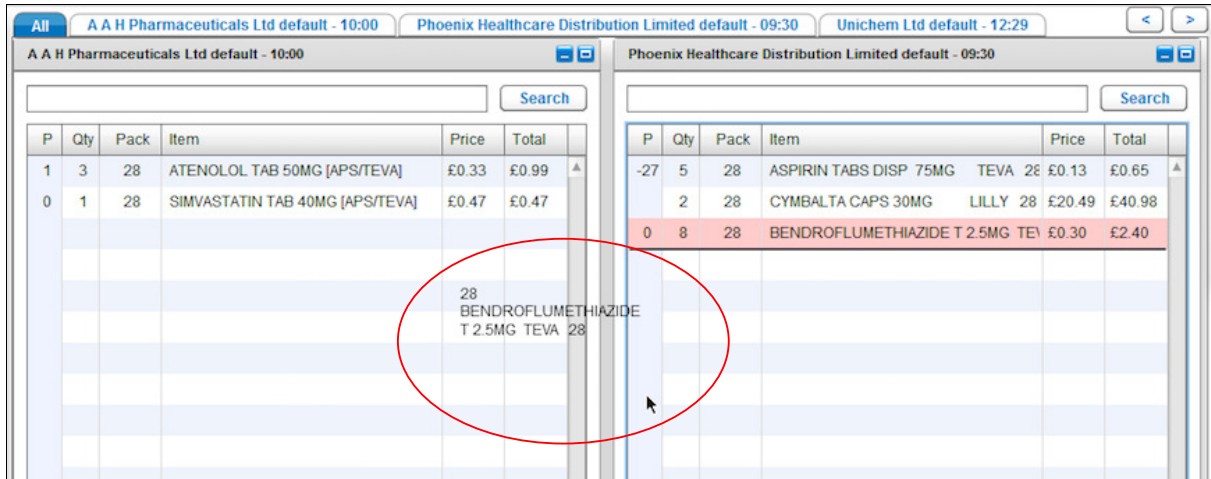 All A A H Pharmaceuticals Ltd default - 10:00 Phoenix Healthcare Distribution Limited default - 09:30 Unichem Ltd default - 12:29 < >
A A H Pharmaceuticals Ltd default - 10:00
Search
P Qty Pack Item Price Total
1 3 28 ATENOLOL TAB 50MG [APS/TEVA] £0.33 £0.99
0 1 28 SIMVASTATIN TAB 40MG [APS/TEVA] £0.47 £0.47
28
BENDROFLUMETHIAZIDE
T 2.5MG TEVA 28
Phoenix Healthcare Distribution Limited default - 09:30
Search
P Qty Pack Item Price Total
-27 5 28 ASPIRIN TABS DISP 75MG TEVA 28 £0.13 £0.65
2 28 CYMBALTA CAPS 30MG LILLY 28 £20.49 £40.98
0 8 28 BENDROFLUMETHIAZIDE T 2.5MG TEV £0.30 £2.40